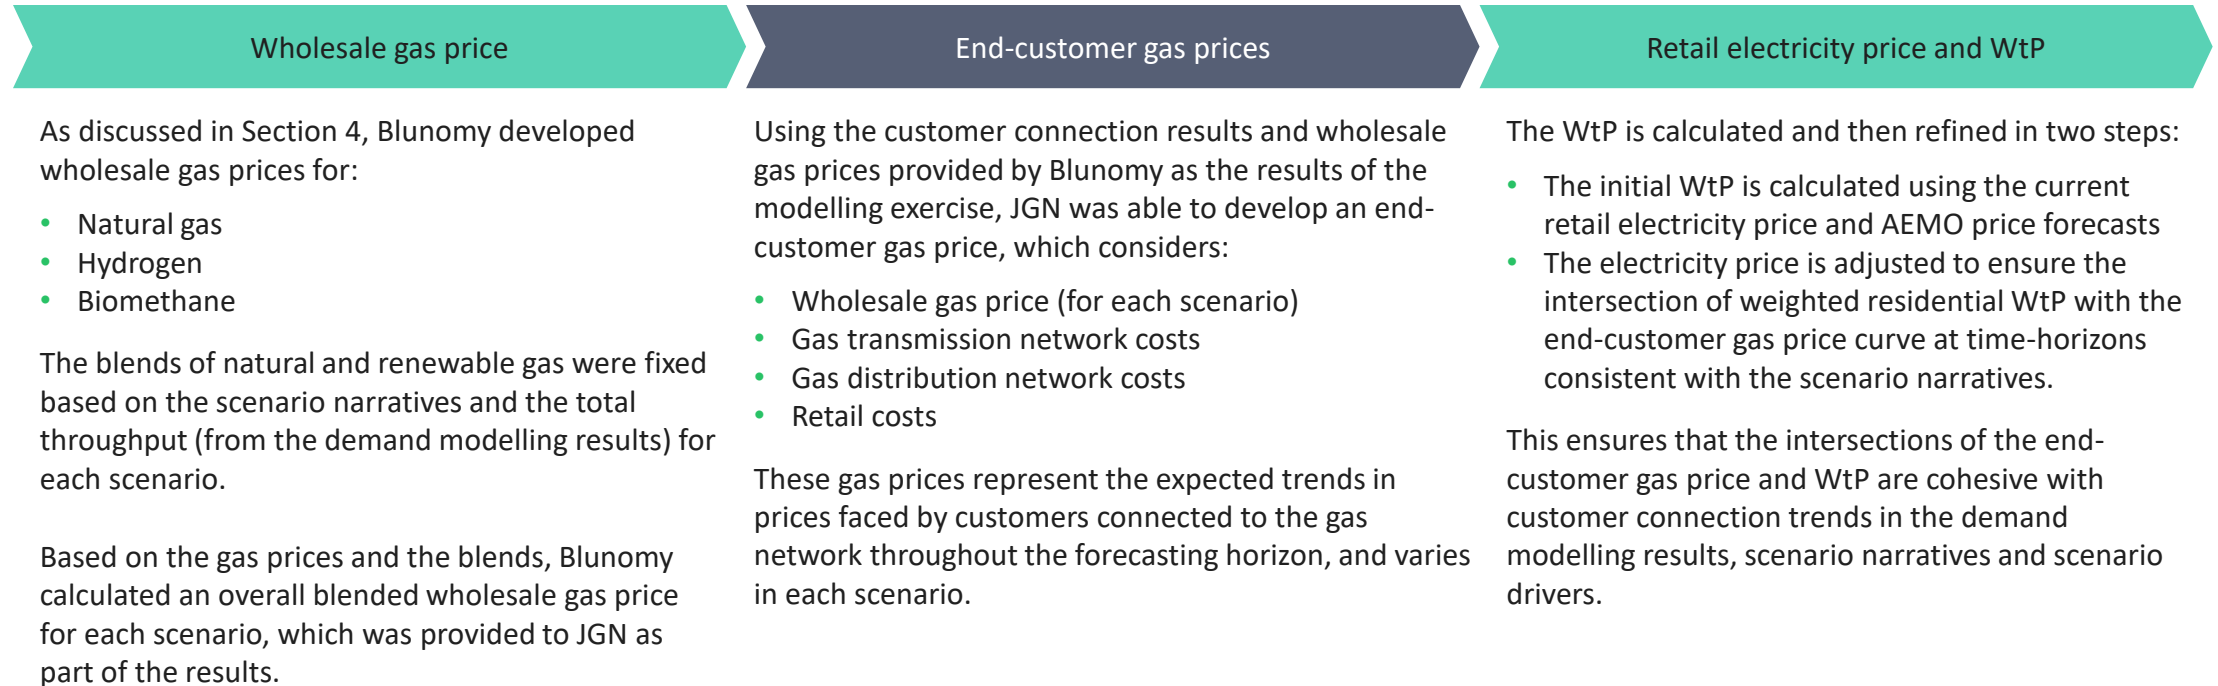 Wholesale gas price
End-customer gas prices
Retail electricity price and WtP
As discussed in Section 4, Blunomy developed
wholesale gas prices for:
• Natural gas
• Hydrogen
• Biomethane
The blends of natural and renewable gas were fixed
based on the scenario narratives and the total
throughput (from the demand modelling results) for
each scenario.
Based on the gas prices and the blends, Blunomy
calculated an overall blended wholesale gas price
for each scenario, which was provided to JGN as
part of the results.
Using the customer connection results and wholesale
gas prices provided by Blunomy as the results of the
modelling exercise, JGN was able to develop an end-
customer gas price, which considers:
• Wholesale gas price (for each scenario)
• Gas transmission network costs
• Gas distribution network costs
• Retail costs
These gas prices represent the expected trends in
prices faced by customers connected to the gas
network throughout the forecasting horizon, and varies
in each scenario.
The WtP is calculated and then refined in two steps:
• The initial WtP is calculated using the current
retail electricity price and AEMO price forecasts
• The electricity price is adjusted to ensure the
intersection of weighted residential WtP with the
end-customer gas price curve at time-horizons
consistent with the scenario narratives.
This ensures that the intersections of the end-
customer gas price and WtP are cohesive with
customer connection trends in the demand
modelling results, scenario narratives and scenario
drivers.